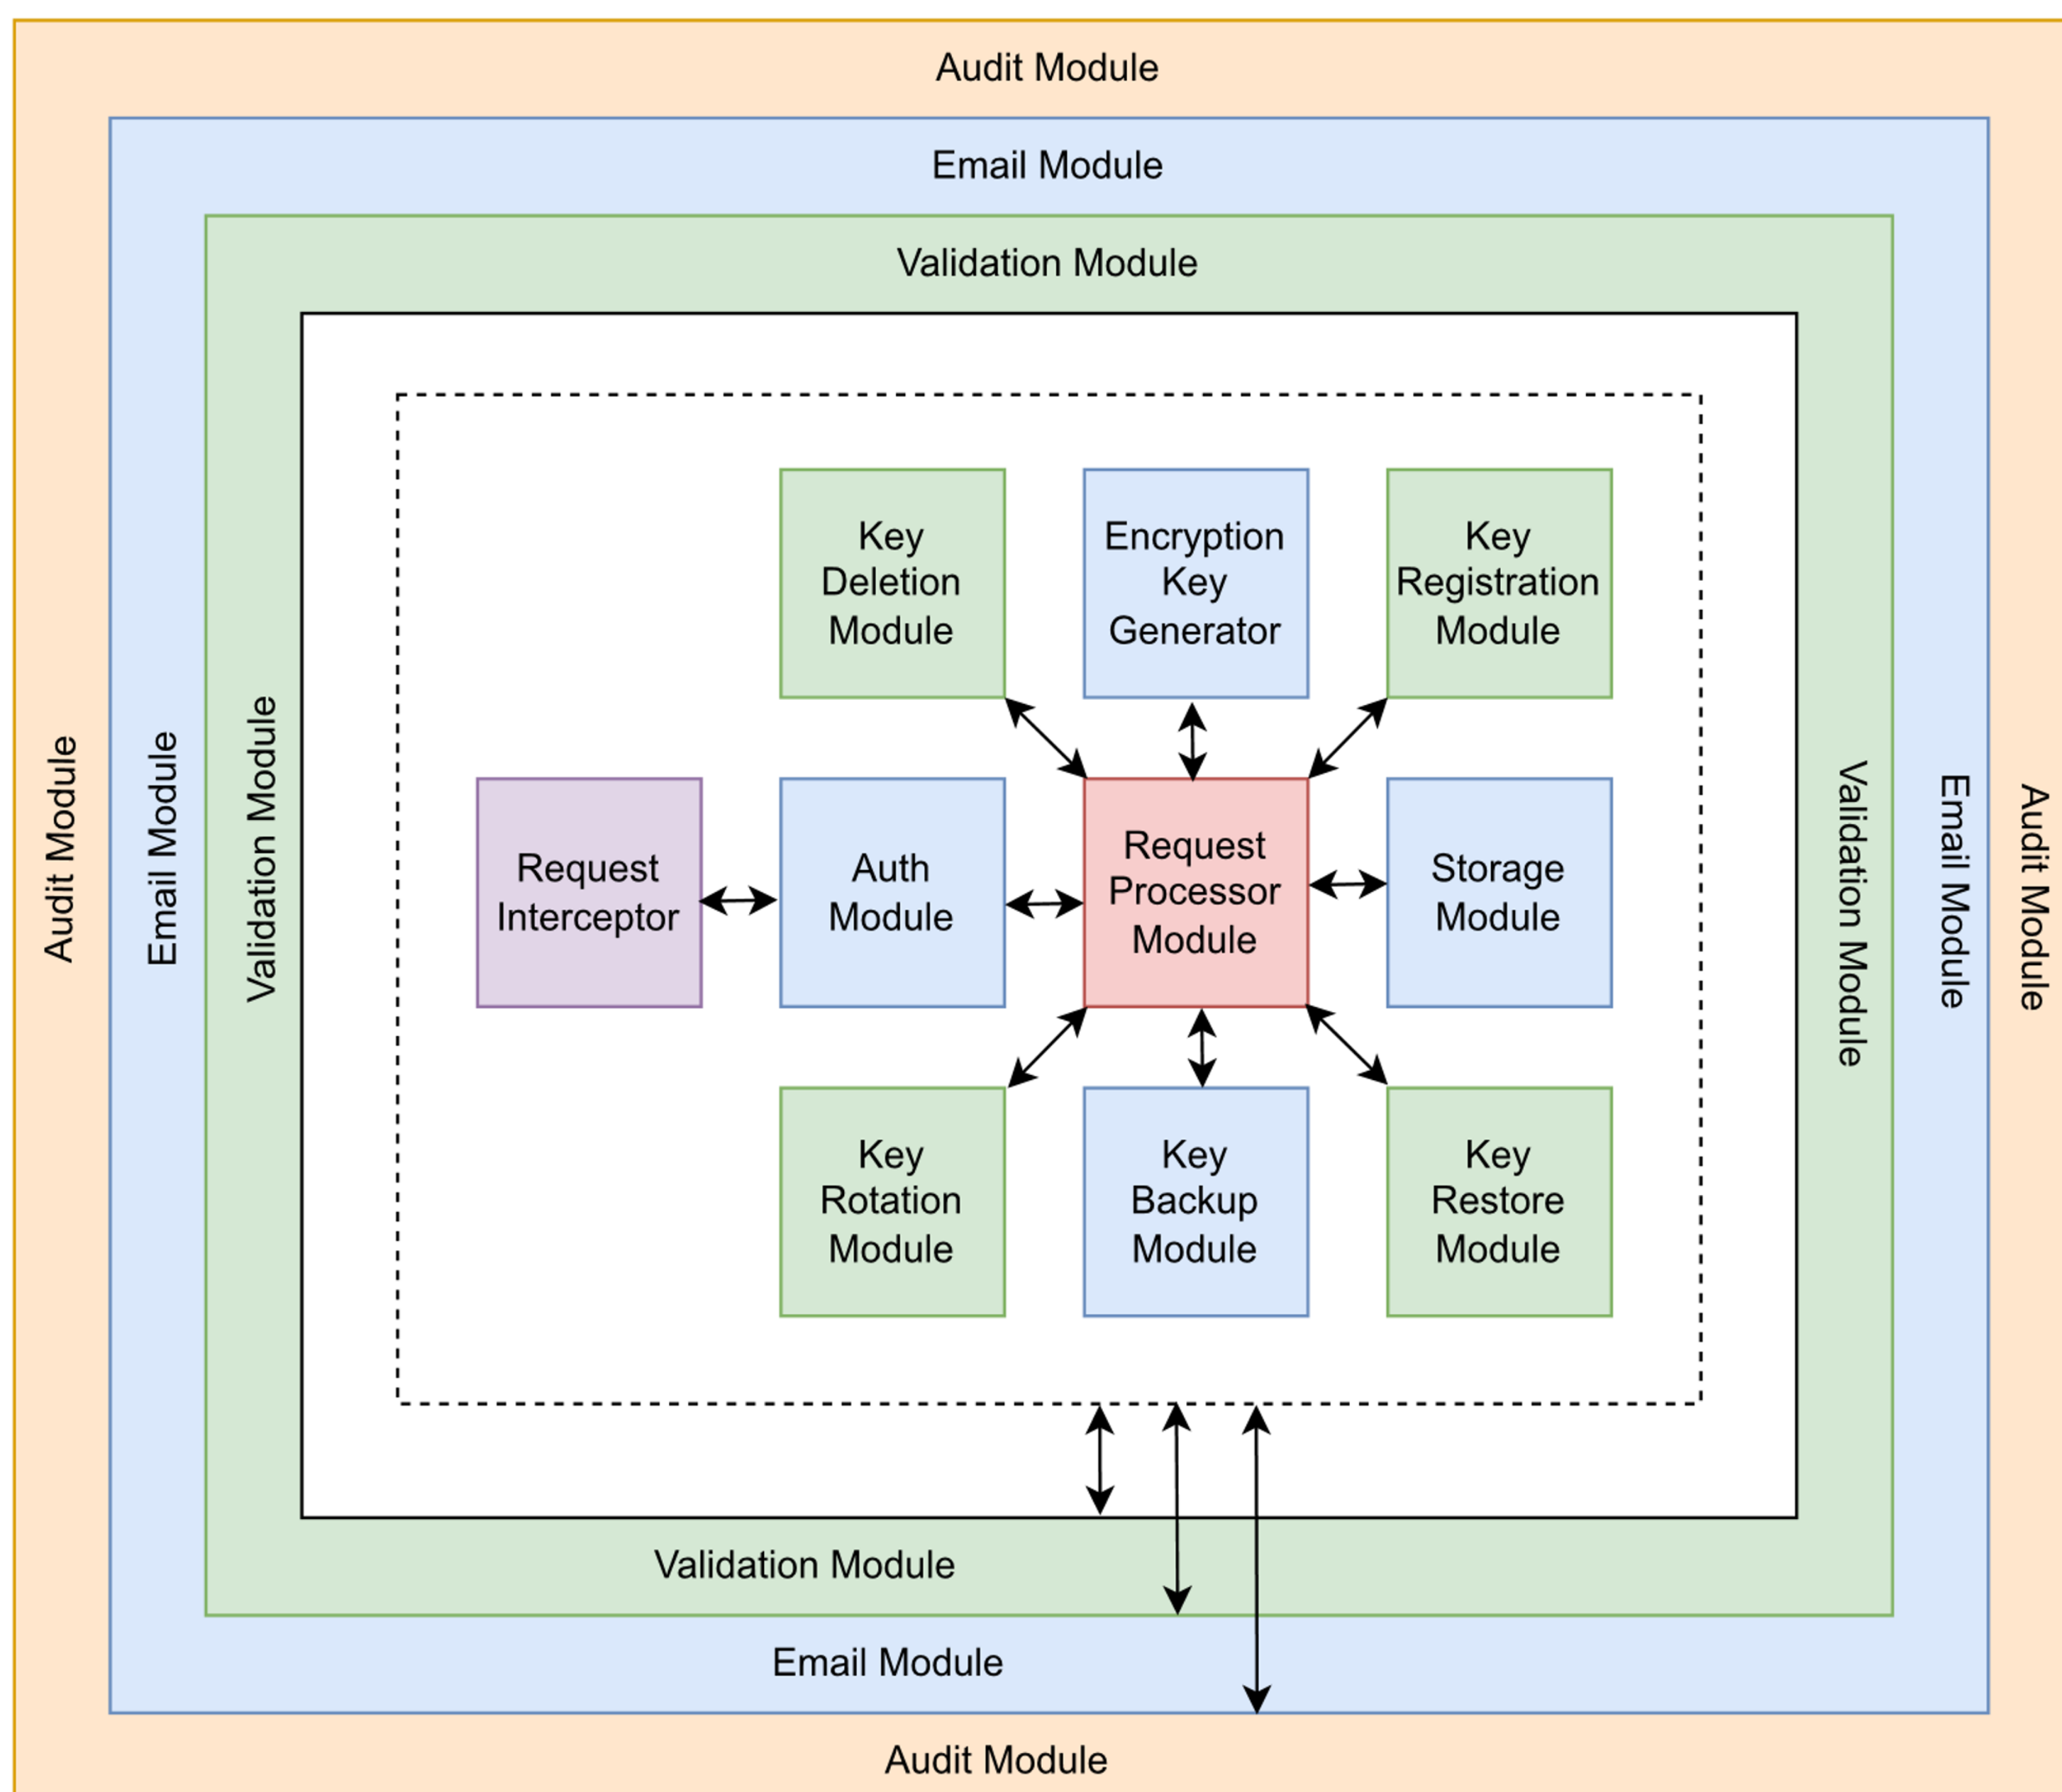 Audit Module
Email Module
Validation Module
Audit Module
Email Module
Validation Module
Key
Deletion
Module
Encryption
Key
Generator
Key
Registration
Module
Request
Interceptor
Auth
Module
Request
Processor
Module
Storage
Module
Key
Rotation
Module
Key
Backup
Module
Key
Restore
Module
Validation Module
Email Module
Audit Module
Validation Module
Email Module
Audit Module